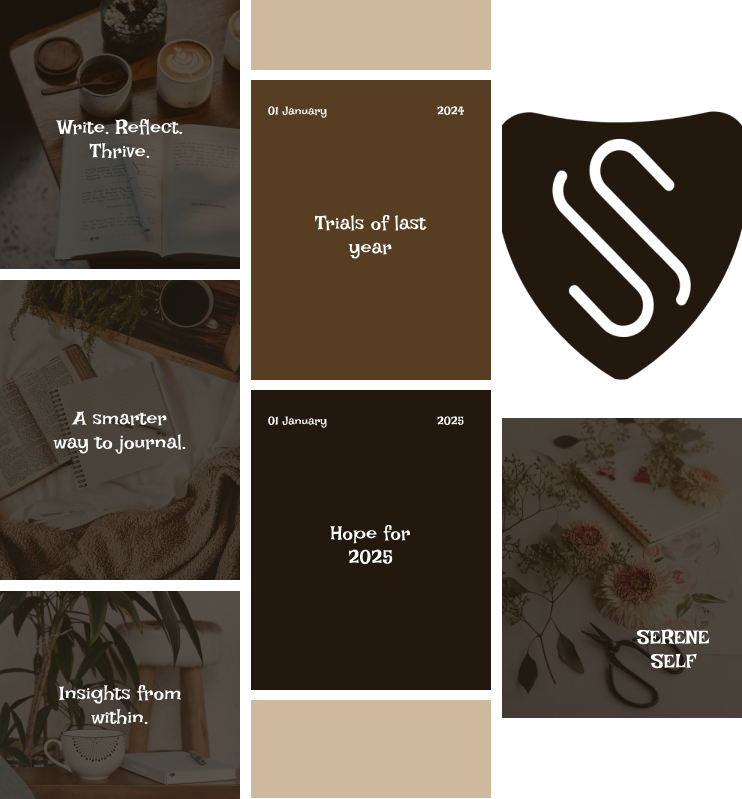 Write. Reflect.
Thrive.
A smarter
way to journal.
Insights from
within.
01 January 2024
Trials of last
year
01 January 2025
Hope for
2025
SERENE
SELF